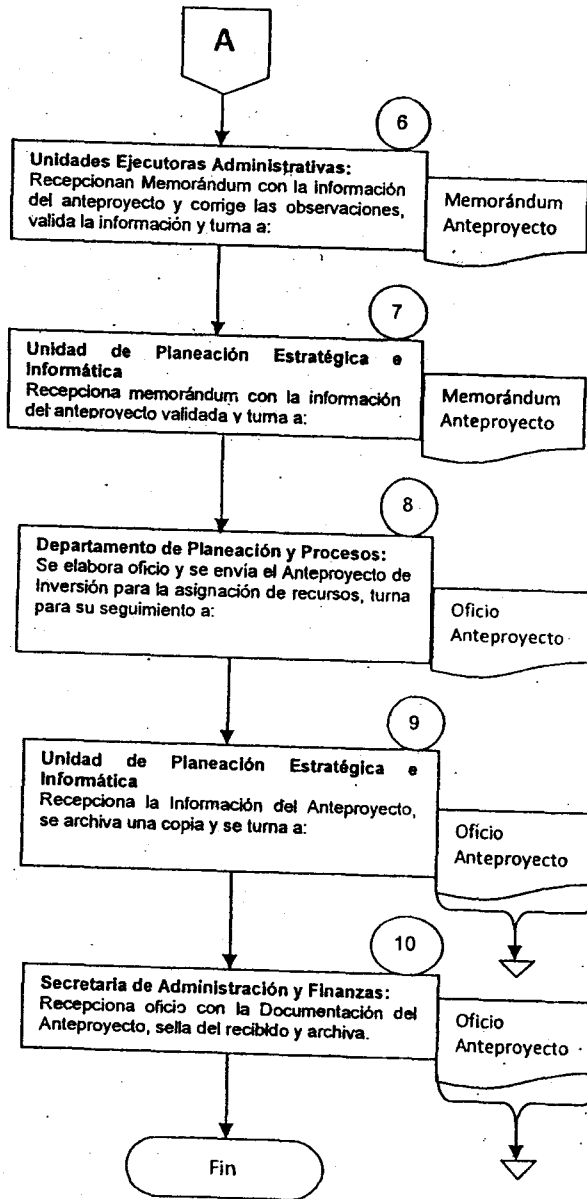 A
6
Unidades Ejecutoras Administrativas:
Recepcionan Memorándum con la Información
del anteproyecto y corrige las observaciones,
valida la información y turna a:
Memorándum
Anteproyecto
7
Unidad de Planeación Estratégica e
Informática
Recepciona memorándum con la información
del anteproyecto validada y turna a:
Memorándum
Anteproyecto
8
Departamento de Planeación y Procesos:
Se elabora oficio y se envía el Anteproyecto de
Inversión para la asignación de recursos, turna
para su seguimiento a:
Oficio
Anteproyecto
9
Unidad de Planeación Estratégica e
Informática
Recepciona la Información del Anteproyecto,
se archiva una copia y se turna a:
Oficio
Anteproyecto
10
Secretaria de Administración y Finanzas:
Recepciona oficio con la Documentación del
Anteproyecto, sella del recibido y archiva.
Oficio
Anteproyecto
Fin